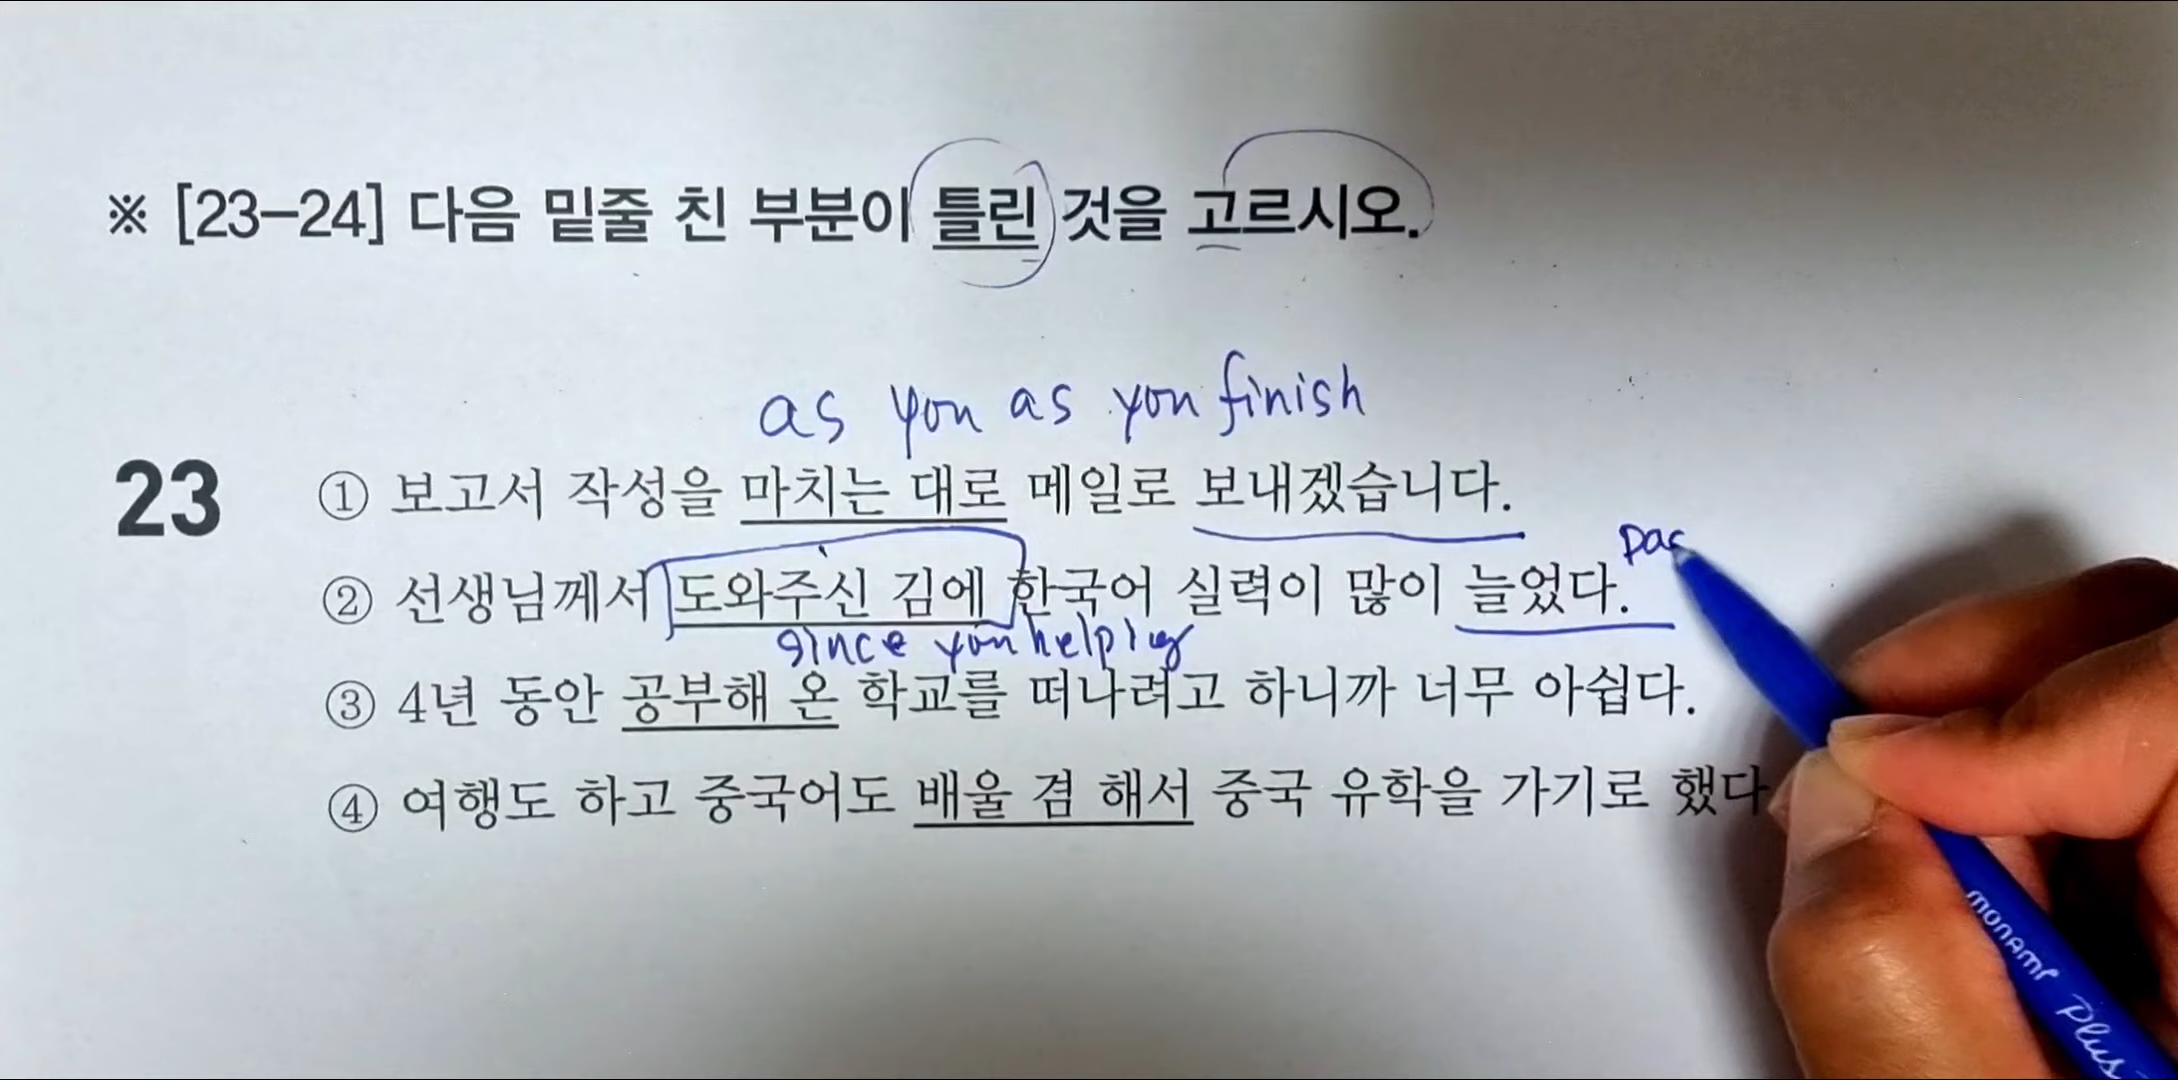 ※ [23-24] 다음 밑줄 친 부분이 틀린 것을 고르시오.
as you as you finish
23 ① 보고서 작성을 마치는 대로 메일로 보내겠습니다.
pas
② 선생님께서 도와주신 김에 한국어 실력이 많이 늘었다.
since you helping
③ 4년 동안 공부해 온 학교를 떠나려고 하니까 너무 아쉽다.
④ 여행도 하고 중국어도 배울 겸 해서 중국 유학을 가기로 했다
monami Plus